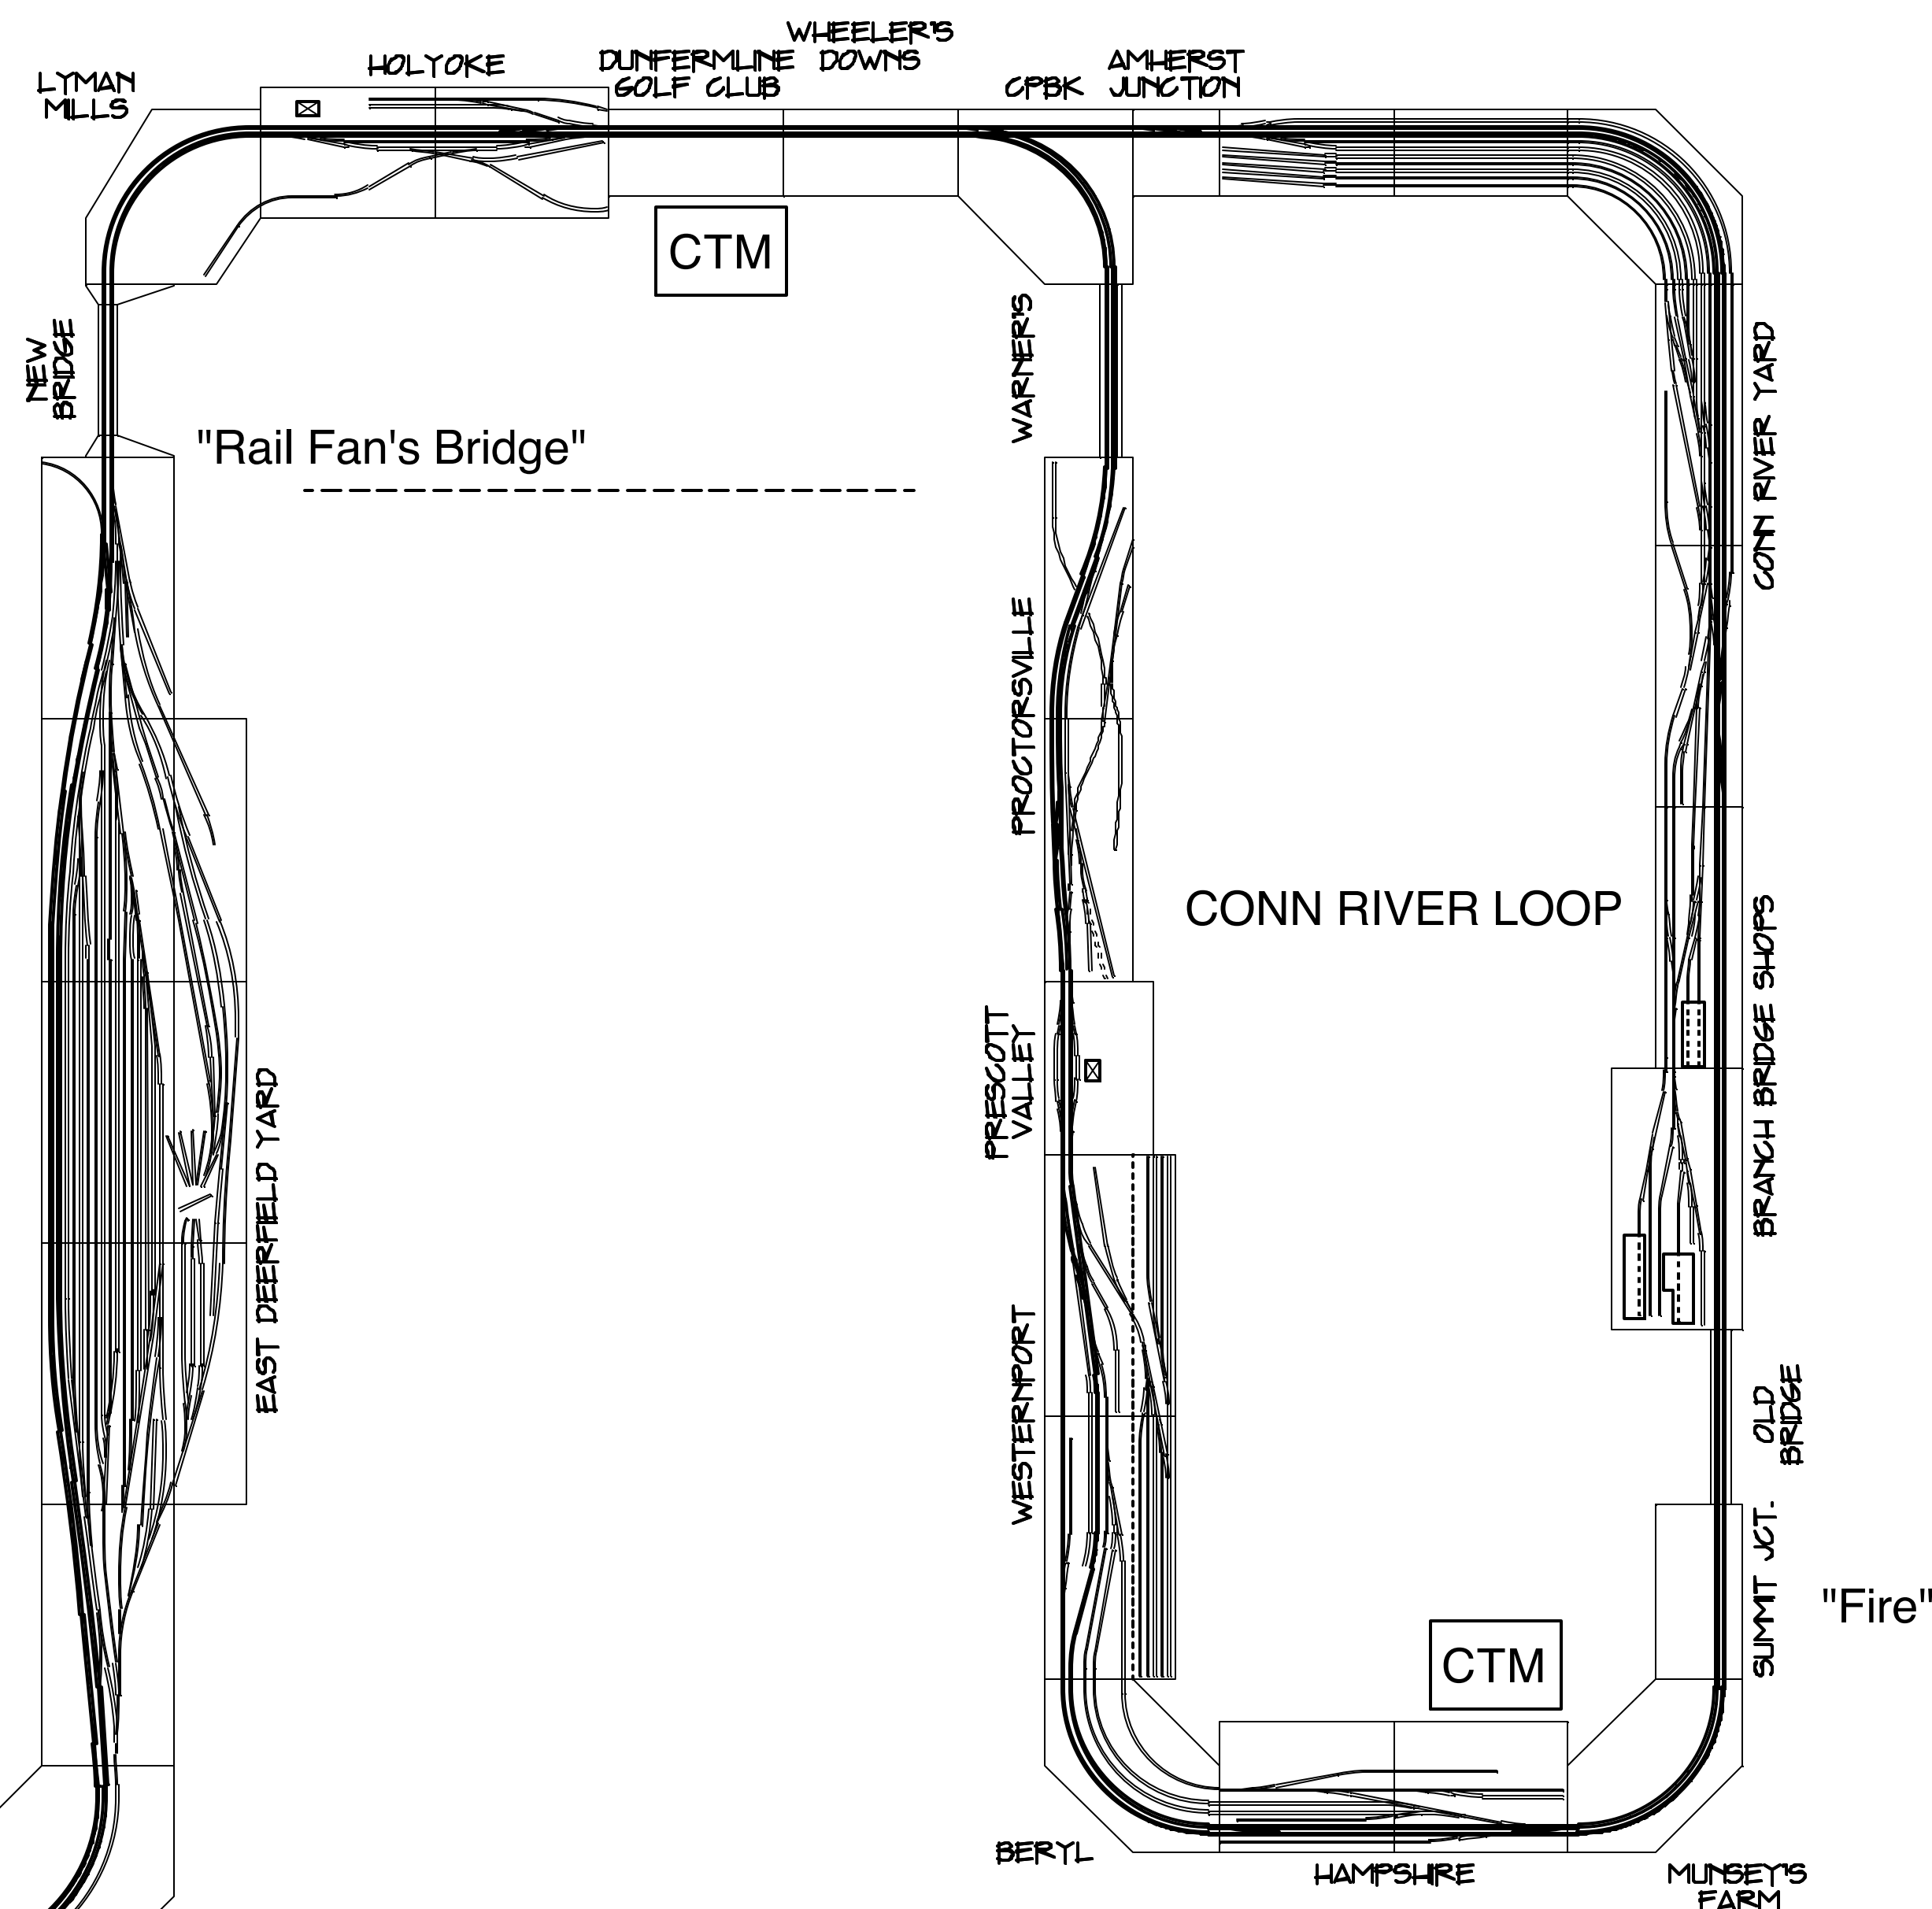 WHEELER'S
DOWNS
HOLYOKE
DUNFERMLINE
GOLF CLUB
AMHERST
JUNCTION
CPBK
LYMAN
MILLS
CTM
NEW
BRIDGE
"Rail Fan's Bridge"
WARNER'S
CONN RIVER YARD
PROCTORSVILLE
CONN RIVER LOOP
BRANCH BRIDGE SHOPS
PRESCOTT
VALLEY
EAST DEERFIELD YARD
WESTERNPORT
OLD
BRIDGE
SUMMIT JCT.
"Fire"
CTM
BERYL
HAMPSHIRE
MUNSEY'S
FARM